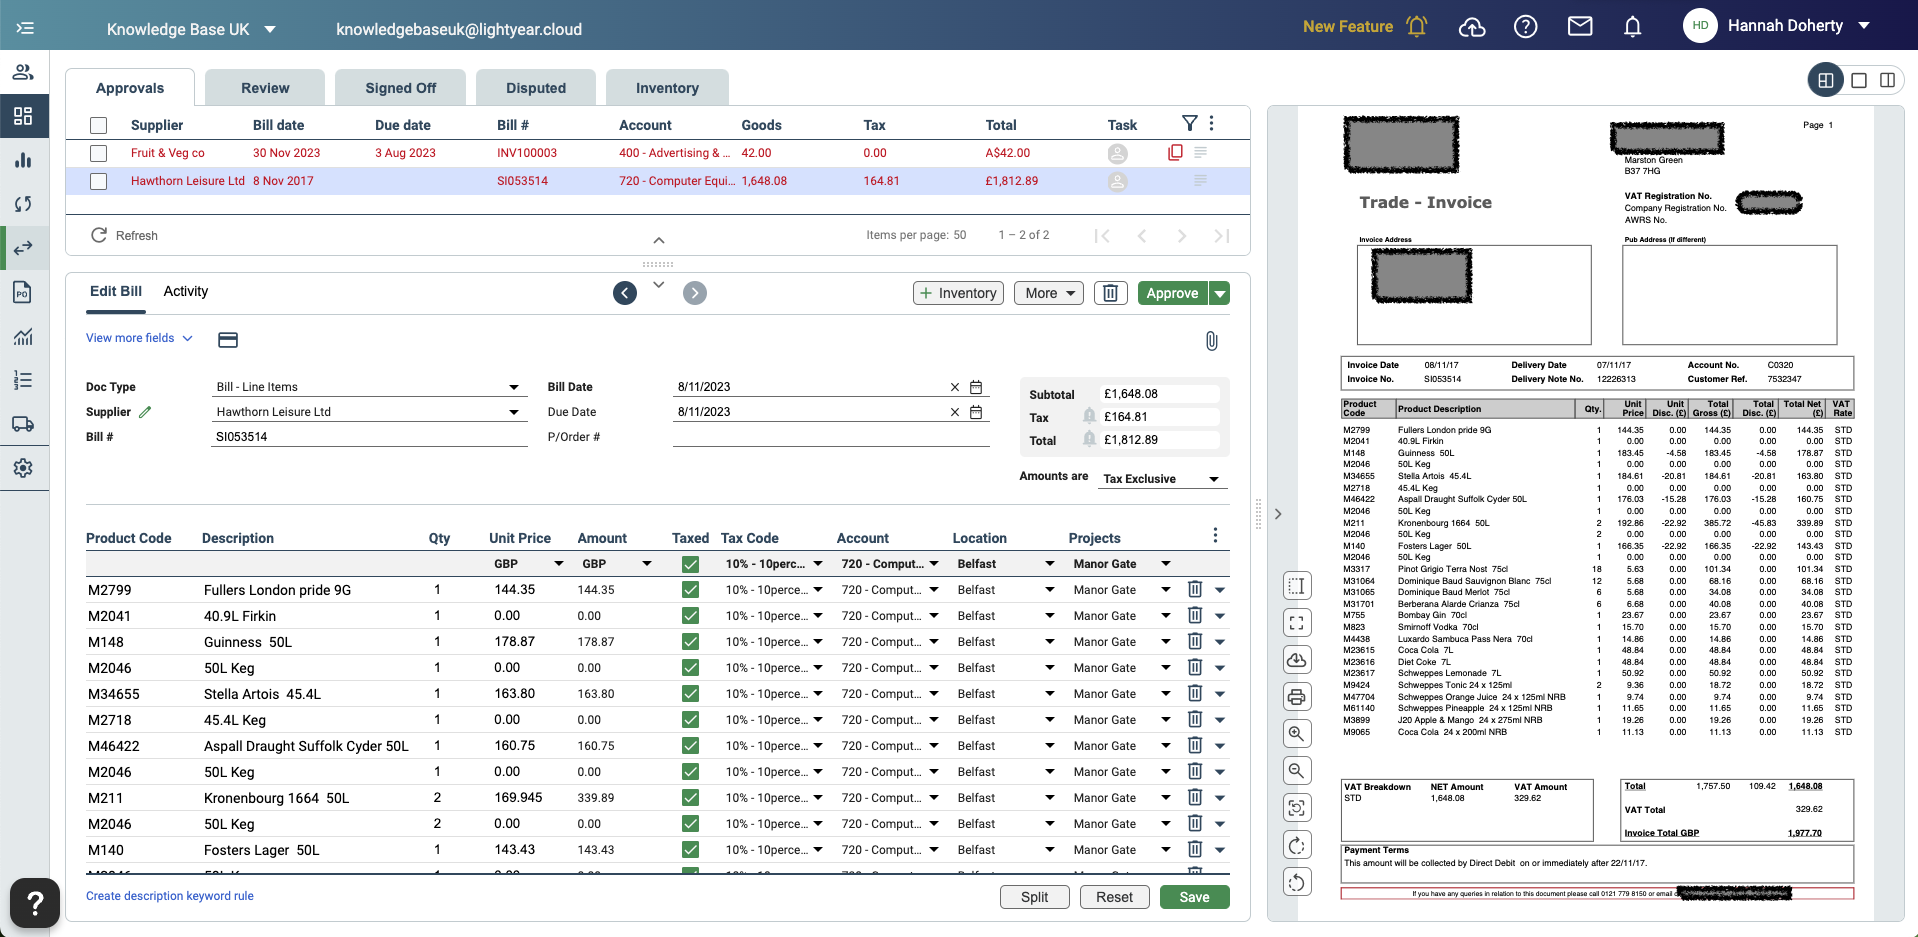 Knowledge Base UK
knowledgebaseuk@lightyear.cloud
New Feature
HD
Hannah Doherty
Approvals
Review
Signed Off
Disputed
Inventory
Supplier Bill date Due date Bill # Account Goods Tax Total Task
Fruit & Veg co 30 Nov 2023 3 Aug 2023 INV100003 400 - Advertising & ... 42.00 0.00 A$42.00
Hawthorn Leisure Ltd 8 Nov 2017 SI053514 720 - Computer Equi... 1,648.08 164.81 £1,812.89
Refresh
Items per page: 50 1 – 2 of 2
Edit Bill Activity
+ Inventory More Approve
View more fields
Doc Type Bill - Line Items Bill Date 8/11/2023
Supplier Hawthorn Leisure Ltd Due Date 8/11/2023
Bill # SI053514 P/Order #
Subtotal £1,648.08
Tax £164.81
Total £1,812.89
Amounts are Tax Exclusive
Product Code Description Qty Unit Price Amount Taxed Tax Code Account Location Projects
GBP GBP 10% - 10perc... 720 - Comput... Belfast Manor Gate
M2799 Fullers London pride 9G 1 144.35 144.35 10% - 10perce... 720 - Comput... Belfast Manor Gate
M2041 40.9L Firkin 1 0.00 0.00 10% - 10perce... 720 - Comput... Belfast Manor Gate
M148 Guinness 50L 1 178.87 178.87 10% - 10perce... 720 - Comput... Belfast Manor Gate
M2046 50L Keg 1 0.00 0.00 10% - 10perce... 720 - Comput... Belfast Manor Gate
M34655 Stella Artois 45.4L 1 163.80 163.80 10% - 10perce... 720 - Comput... Belfast Manor Gate
M2718 45.4L Keg 1 0.00 0.00 10% - 10perce... 720 - Comput... Belfast Manor Gate
M46422 Aspall Draught Suffolk Cyder 50L 1 160.75 160.75 10% - 10perce... 720 - Comput... Belfast Manor Gate
M2046 50L Keg 1 0.00 0.00 10% - 10perce... 720 - Comput... Belfast Manor Gate
M211 Kronenbourg 1664 50L 2 169.945 339.89 10% - 10perce... 720 - Comput... Belfast Manor Gate
M2046 50L Keg 2 0.00 0.00 10% - 10perce... 720 - Comput... Belfast Manor Gate
M140 Fosters Lager 50L 1 143.43 143.43 10% - 10perce... 720 - Comput... Belfast Manor Gate
Create description keyword rule
Split Reset Save
?
Page 1
Marston Green
B37 7HG
Trade - Invoice
VAT Registration No.
Company Registration No.
AWRS No.
Invoice Address
Pub Address (If different)
Invoice Date 08/11/17 Delivery Date 07/11/17 Account No. C0320
Invoice No. SI053514 Delivery Note No. 12226313 Customer Ref. 7532347
Product Code Product Description Qty. Unit Price Unit Disc. (£) Total Gross (£) Total Disc. (£) Total Net (£) VAT Rate
M2799 Fullers London pride 9G 1 144.35 0.00 144.35 0.00 144.35 STD
M2041 40.9L Firkin 1 0.00 0.00 0.00 0.00 0.00 STD
M148 Guinness 50L 1 183.45 -4.58 183.45 -4.58 178.87 STD
M2046 50L Keg 1 0.00 0.00 0.00 0.00 0.00 STD
M34655 Stella Artois 45.4L 1 184.61 -20.81 184.61 -20.81 163.80 STD
M2718 45.4L Keg 1 0.00 0.00 0.00 0.00 0.00 STD
M46422 Aspall Draught Suffolk Cyder 50L 1 176.03 -15.28 176.03 -15.28 160.75 STD
M2046 50L Keg 1 0.00 0.00 0.00 0.00 0.00 STD
M211 Kronenbourg 1664 50L 2 192.86 -22.92 385.72 -45.83 339.89 STD
M2046 50L Keg 2 0.00 0.00 0.00 0.00 0.00 STD
M140 Fosters Lager 50L 1 166.35 -22.92 166.35 -22.92 143.43 STD
M2046 50L Keg 1 0.00 0.00 0.00 0.00 0.00 STD
M3317 Pinot Grigio Terra Nost 75cl 18 5.63 0.00 101.34 0.00 101.34 STD
M31064 Dominique Baud Sauvignon Blanc 75cl 12 5.68 0.00 68.16 0.00 68.16 STD
M31065 Dominique Baud Merlot 75cl 6 5.68 0.00 34.08 0.00 34.08 STD
M31701 Berberana Alarde Crianza 75cl 6 6.68 0.00 40.08 0.00 40.08 STD
M755 Bombay Gin 70cl 1 23.67 0.00 23.67 0.00 23.67 STD
M823 Smirnoff Vodka 70cl 1 15.70 0.00 15.70 0.00 15.70 STD
M4438 Luxardo Sambuca Pass Nera 70cl 1 14.86 0.00 14.86 0.00 14.86 STD
M23615 Coca Cola 7L 1 48.84 0.00 48.84 0.00 48.84 STD
M23616 Diet Coke 7L 1 48.84 0.00 48.84 0.00 48.84 STD
M23617 Schweppes Lemonade 7L 1 50.92 0.00 50.92 0.00 50.92 STD
M9424 Schweppes Tonic 24 x 125ml 2 9.36 0.00 18.72 0.00 18.72 STD
M47704 Schweppes Orange Juice 24 x 125ml NRB 1 9.74 0.00 9.74 0.00 9.74 STD
M61140 Schweppes Pineapple 24 x 125ml NRB 1 11.65 0.00 11.65 0.00 11.65 STD
M3899 J20 Apple & Mango 24 x 275ml NRB 1 19.26 0.00 19.26 0.00 19.26 STD
M9065 Coca Cola 24 x 200ml NRB 1 11.13 0.00 11.13 0.00 11.13 STD
VAT Breakdown NET Amount VAT Amount
STD 1,648.08 329.62
Total 1,757.50 109.42 1,648.08
VAT Total 329.62
Invoice Total GBP 1,977.70
Payment Terms
This amount will be collected by Direct Debit on or immediately after 22/11/17.
If you have any queries in relation to this document please call 0121 779 8150 or email